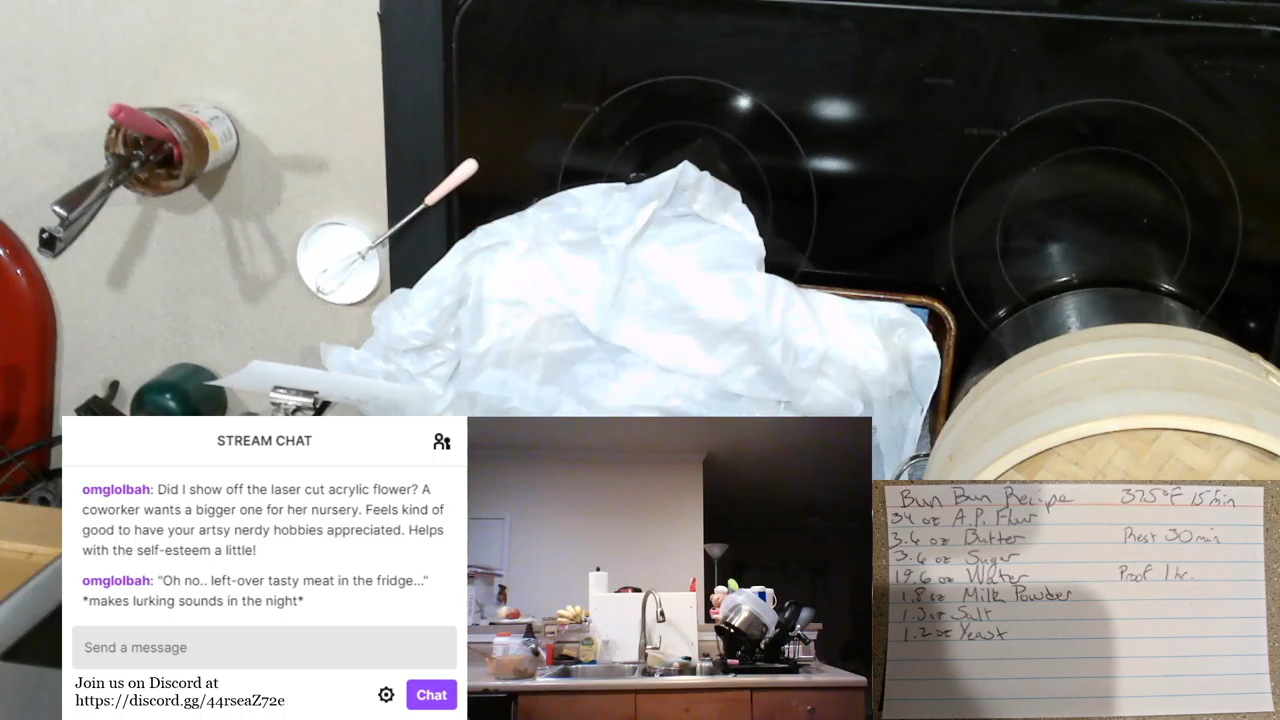 STREAM CHAT
omglolbah: Did I show off the laser cut acrylic flower? A
coworker wants a bigger one for her nursery. Feels kind of
good to have your artsy nerdy hobbies appreciated. Helps
with the self-esteem a little!
omglolbah: "Oh no.. left-over tasty meat in the fridge..."
*makes lurking sounds in the night*
Send a message
Join us on Discord at
https://discord.gg/44rseaZ72e
Chat
Bun Bun Recipe 375°F 15 min
34 oz A.P. Flour
3.6 oz Butter Rest 30 min
3.6 oz Sugar
19.6 oz Water Proof 1 hr.
1.8 oz Milk Powder
1.3 oz Salt
1.2 oz Yeast